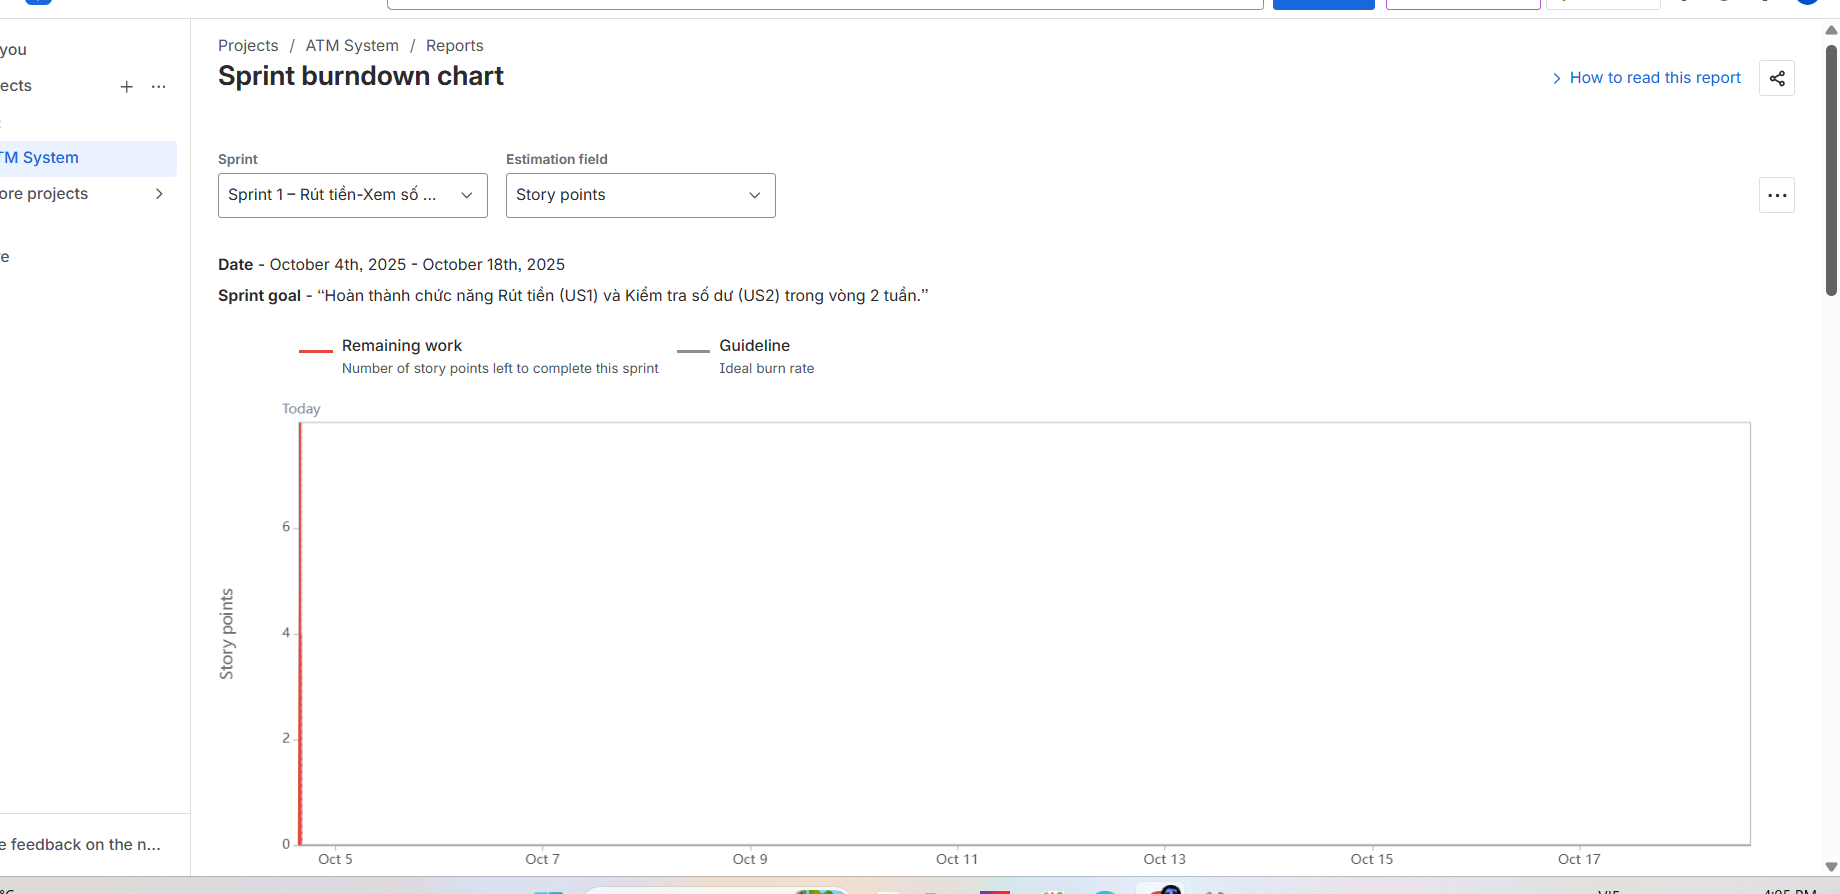 you
Projects / ATM System / Reports
Sprint burndown chart
How to read this report
ects
TM System
ore projects
Sprint
Estimation field
Sprint 1 – Rút tiền-Xem số ...
Story points
Date - October 4th, 2025 - October 18th, 2025
Sprint goal - “Hoàn thành chức năng Rút tiền (US1) và Kiểm tra số dư (US2) trong vòng 2 tuần.”
Remaining work
Number of story points left to complete this sprint
Guideline
Ideal burn rate
Today
6
4
2
0
Story points
Oct 5
Oct 7
Oct 9
Oct 11
Oct 13
Oct 15
Oct 17
e feedback on the n...